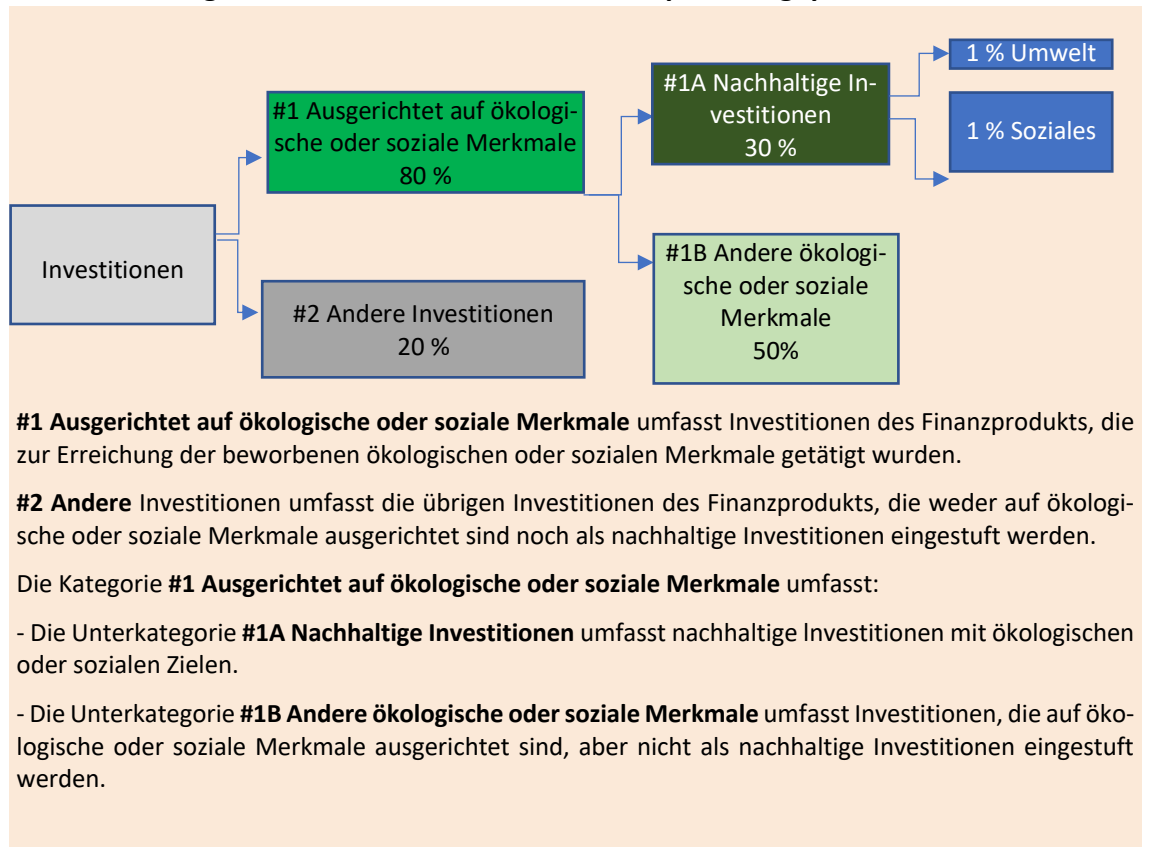 #1 Ausgerichtet auf ökologi-
sche oder soziale Merkmale
80 %
#1A Nachhaltige In-
vestitionen
30 %
1 % Umwelt
1 % Soziales
Investitionen
#2 Andere Investitionen
20 %
#1B Andere ökologi-
sche oder soziale
Merkmale
50%
#1 Ausgerichtet auf ökologische oder soziale Merkmale umfasst Investitionen des Finanzprodukts, die
zur Erreichung der beworbenen ökologischen oder sozialen Merkmale getätigt wurden.
#2 Andere Investitionen umfasst die übrigen Investitionen des Finanzprodukts, die weder auf ökologi-
sche oder soziale Merkmale ausgerichtet sind noch als nachhaltige Investitionen eingestuft werden.
Die Kategorie #1 Ausgerichtet auf ökologische oder soziale Merkmale umfasst:
- Die Unterkategorie #1A Nachhaltige Investitionen umfasst nachhaltige Investitionen mit ökologischen
oder sozialen Zielen.
- Die Unterkategorie #1B Andere ökologische oder soziale Merkmale umfasst Investitionen, die auf öko-
logische oder soziale Merkmale ausgerichtet sind, aber nicht als nachhaltige Investitionen eingestuft
werden.